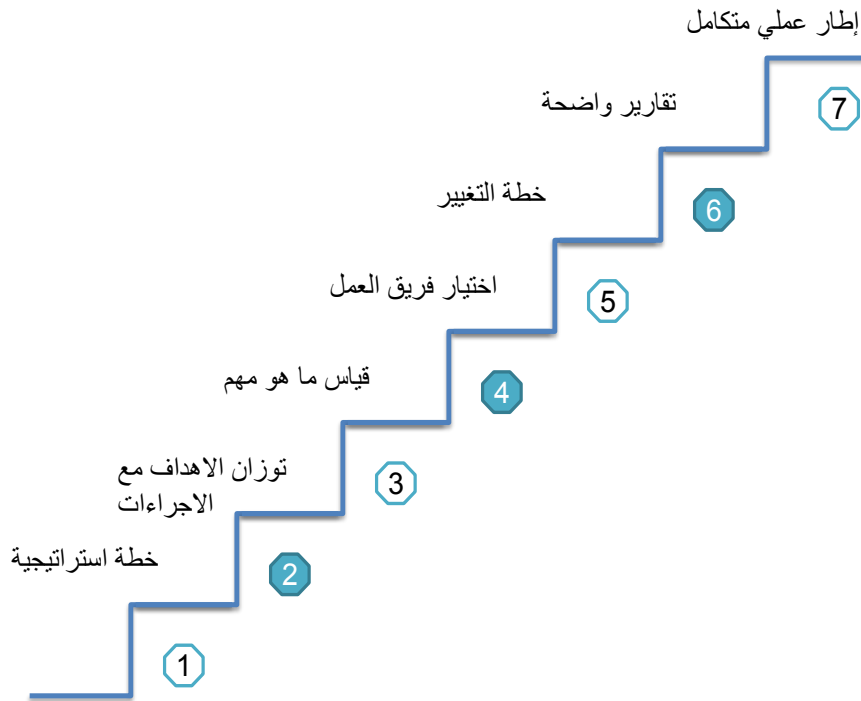 إطار عملي متكامل
7
تقارير واضحة
6
خطة التغيير
5
اختيار فريق العمل
4
قياس ما هو مهم
3
توزان الاهداف مع
الاجراءات
2
خطة استراتيجية
1